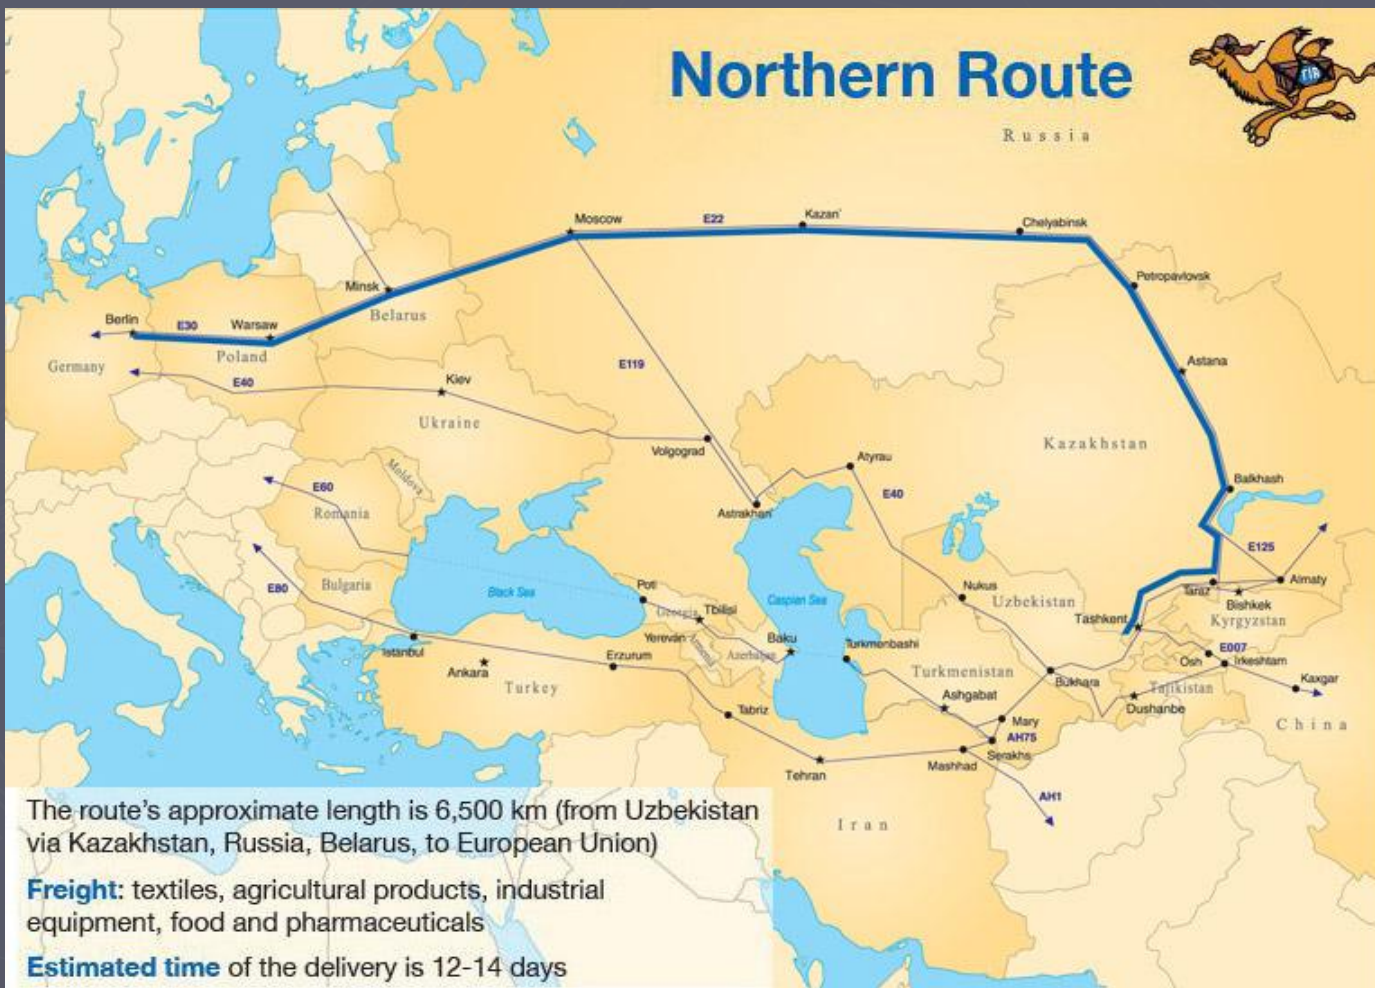 Northern Route
TIR
Russia
Moscow
E22
Kazan'
Chelyabinsk
Petropavlovsk
Minsk
Belarus
Berlin
E30
Warsaw
Poland
Germany
E40
Kiev
E119
Astana
Ukraine
Kazakhstan
Volgograd
Atyrau
Moldova
E60
Romania
Astrakhan'
E40
Balkhash
E125
Bulgaria
E80
Black Sea
Poti
Georgia
Tbilisi
Caspian Sea
Nukus
Uzbekistan
Taraz
Almaty
Bishkek
Kyrgyzstan
Tashkent
Istanbul
Yerevan
Armenia
Azerbaijan
Baku
Turkmenbashi
E007
Osh
Irkeshtam
Ankara
Erzurum
Turkey
Turkmenistan
Bukhara
Tajikistan
Kaxgar
Ashgabat
Dushanbe
Tabriz
Mary
AH75
Serakhs
China
Tehran
Mashhad
AH1
Iran
The route's approximate length is 6,500 km (from Uzbekistan
via Kazakhstan, Russia, Belarus, to European Union)
Freight: textiles, agricultural products, industrial
equipment, food and pharmaceuticals
Estimated time of the delivery is 12-14 days